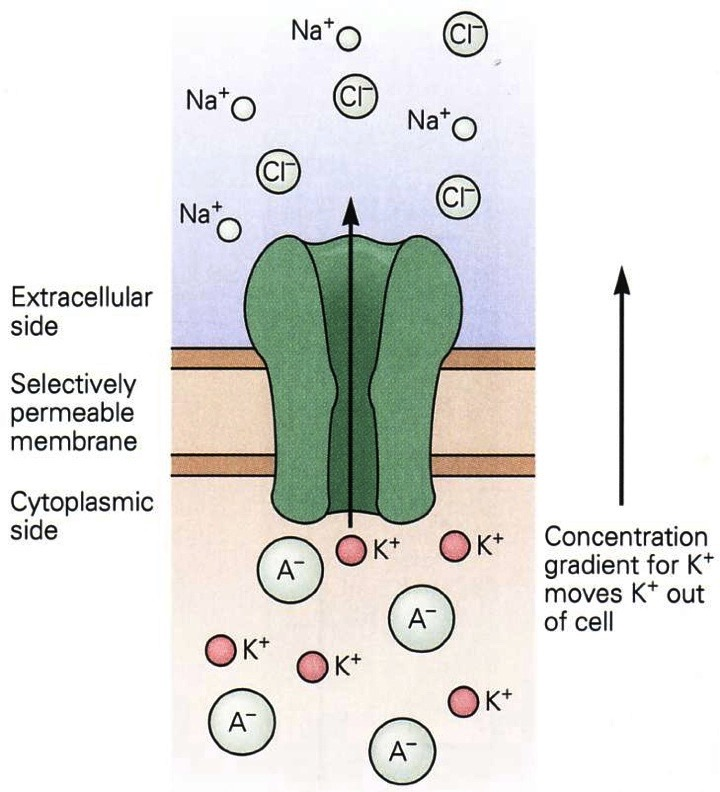 Na⁺
Cl⁻
Cl⁻
Na⁺
Na⁺
Cl⁻
Cl⁻
Na⁺
Extracellular
side
Selectively
permeable
membrane
Cytoplasmic
side
Concentration
gradient for K⁺
moves K⁺ out
of cell
K⁺
K⁺
A⁻
A⁻
K⁺
K⁺
K⁺
A⁻
A⁻